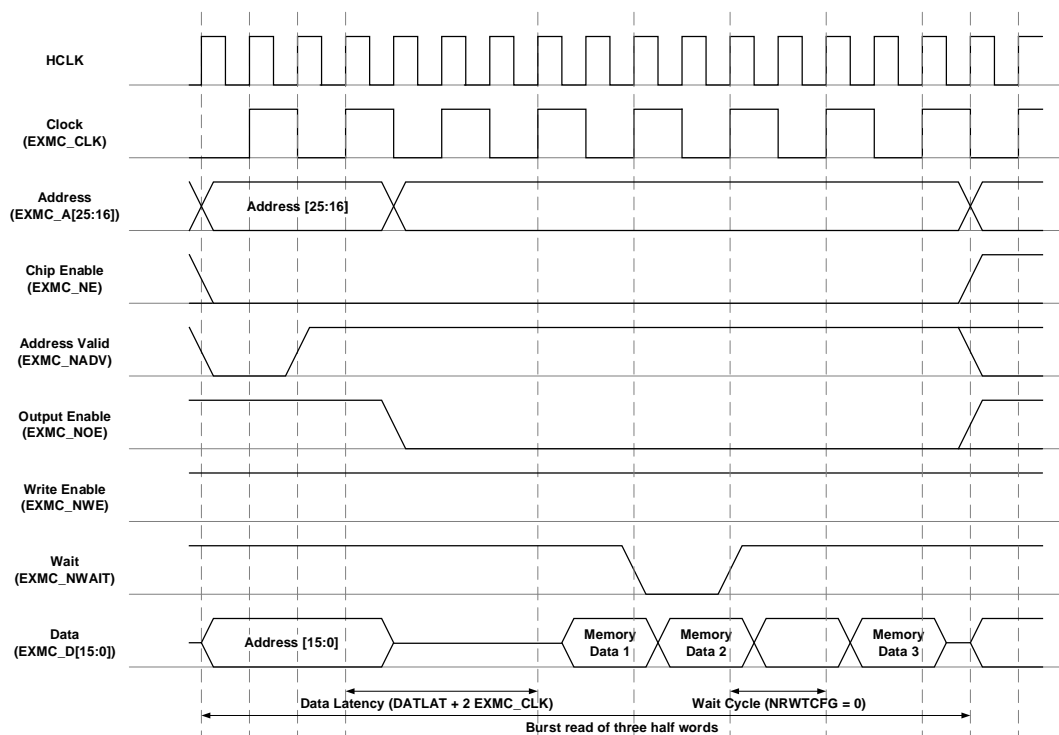 HCLK
Clock
(EXMC_CLK)
Address
(EXMC_A[25:16])
Address [25:16]
Chip Enable
(EXMC_NE)
Address Valid
(EXMC_NADV)
Output Enable
(EXMC_NOE)
Write Enable
(EXMC_NWE)
Wait
(EXMC_NWAIT)
Data
(EXMC_D[15:0])
Address [15:0]
Memory
Data 1
Memory
Data 2
Memory
Data 3
Data Latency (DATLAT + 2 EXMC_CLK)
Wait Cycle (NRWTCFG = 0)
Burst read of three half words